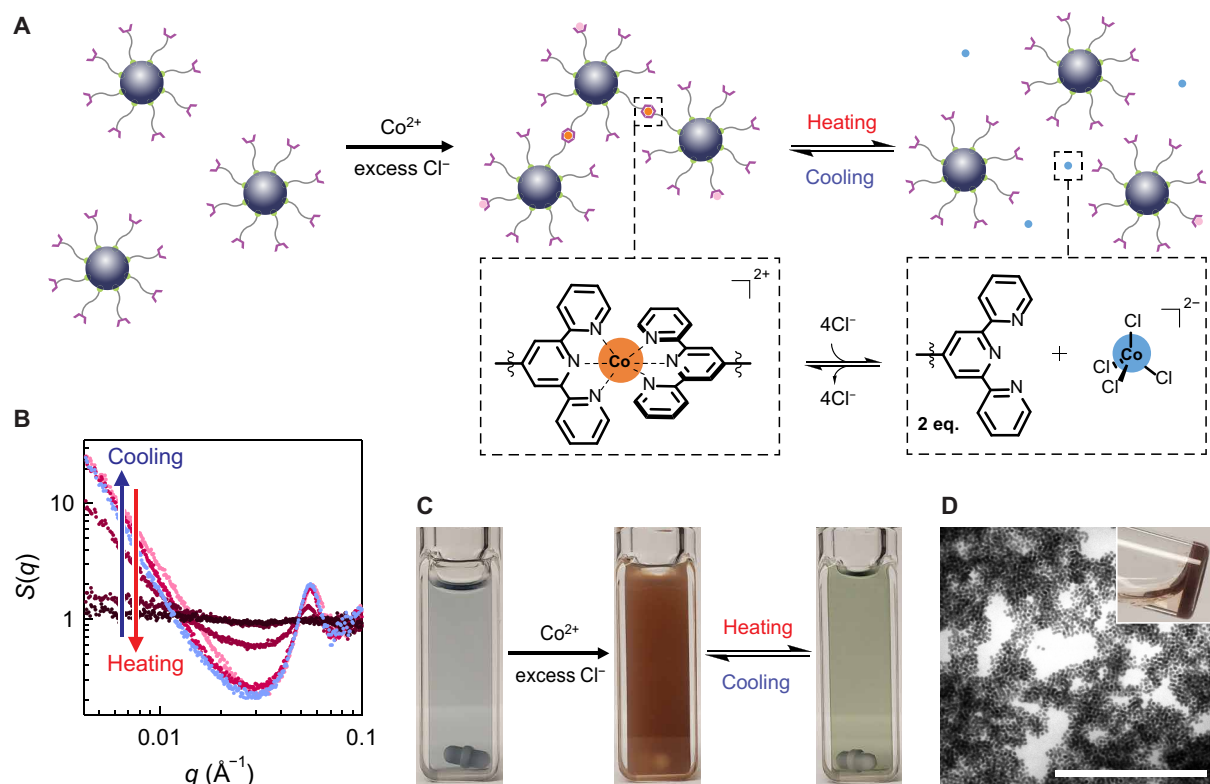 A
Co²⁺
excess Cl⁻
Heating
Cooling
N
N
N
Co
N
N
N
2+
4Cl⁻
4Cl⁻
N
N
N
2 eq.
+
Cl
Co
Cl
Cl
Cl
2−
B
Cooling
Heating
10
1
S(q)
0.01
0.1
q (Å⁻¹)
C
Co²⁺
excess Cl⁻
Heating
Cooling
D